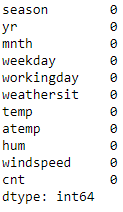 season 0
yr 0
mnth 0
weekday 0
workingday 0
weathersit 0
temp 0
atemp 0
hum 0
windspeed 0
cnt 0
dtype: int64